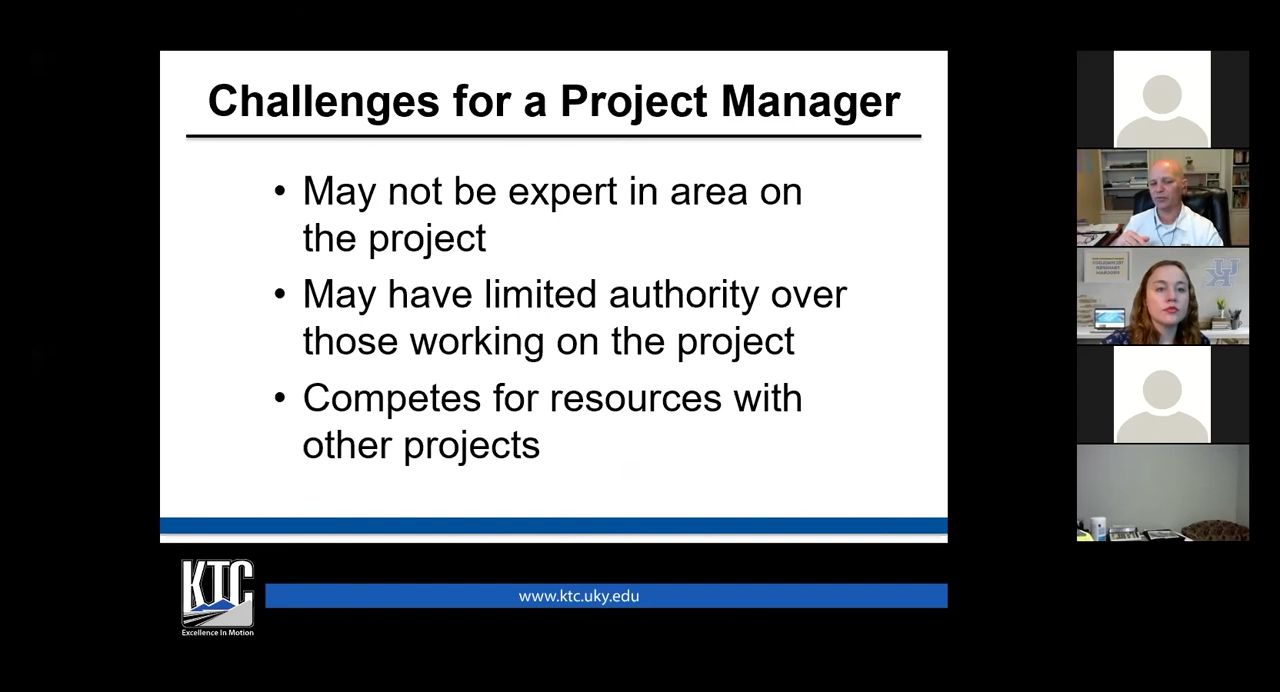 Challenges for a Project Manager
• May not be expert in area on
the project
• May have limited authority over
those working on the project
• Competes for resources with
other projects
KTC
Excellence In Motion
www.ktc.uky.edu
UK